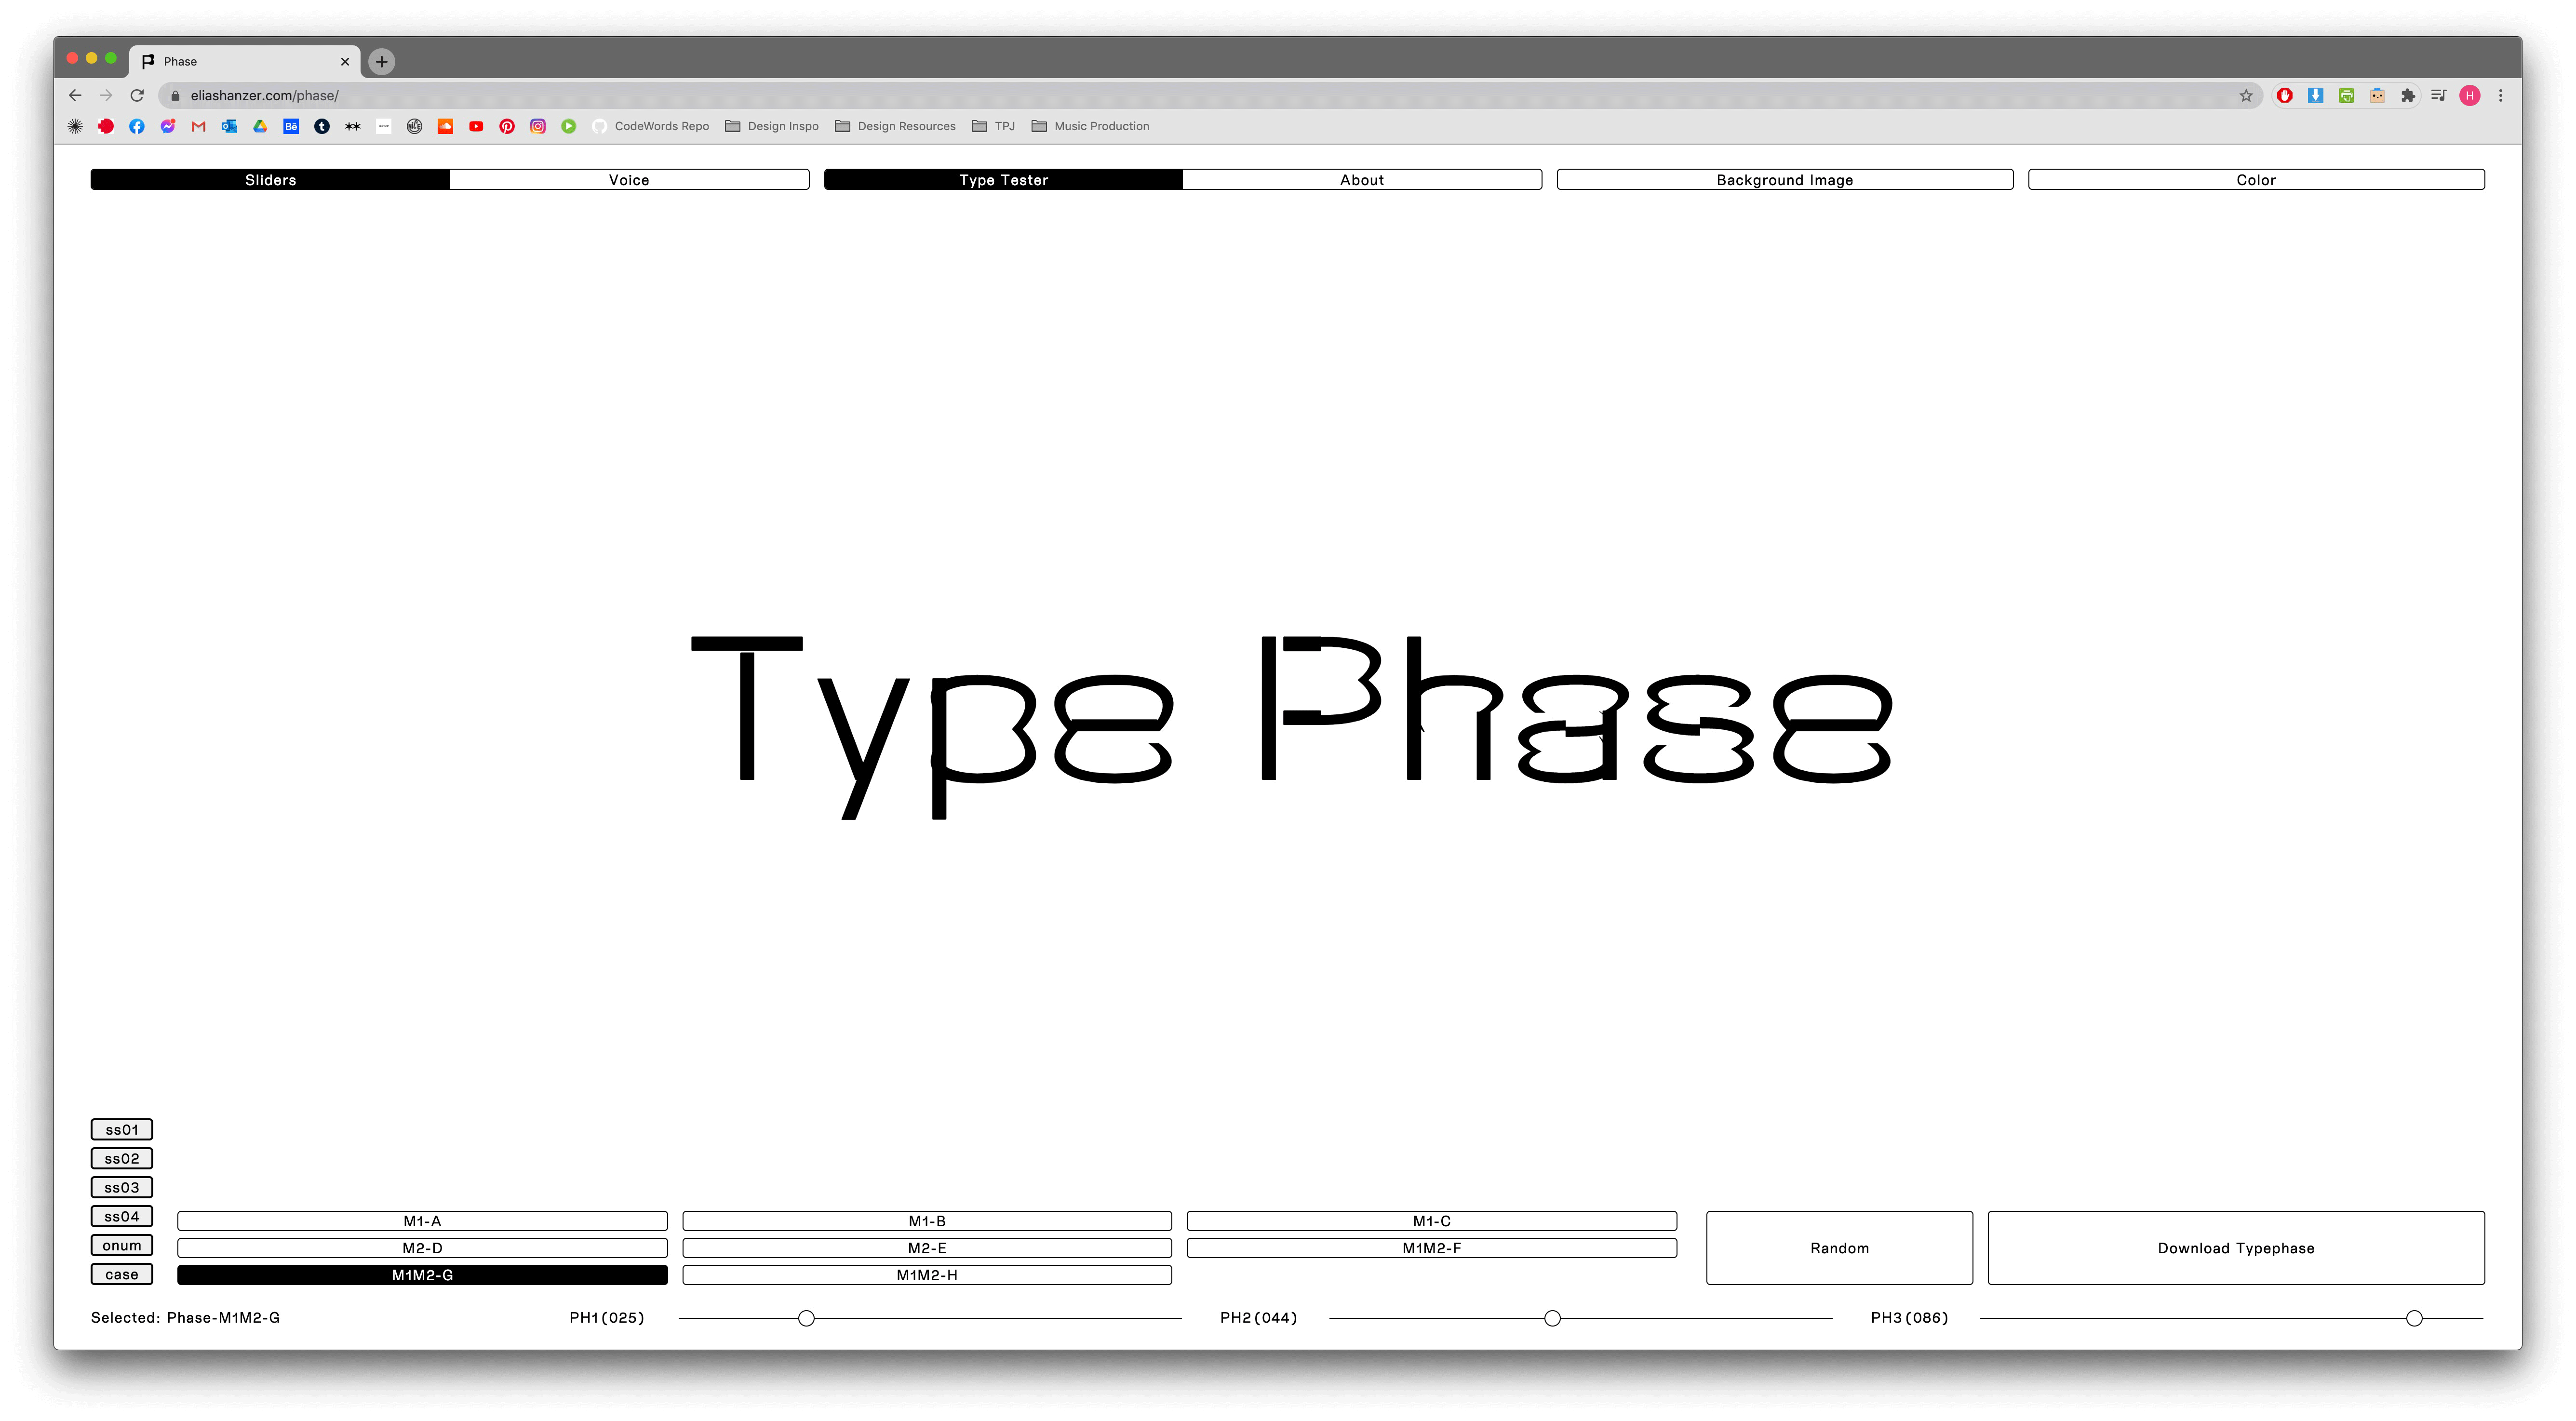 Phase
eliashanzer.com/phase/
CodeWords Repo Design Inspo Design Resources TPJ Music Production
Sliders Voice Type Tester About Background Image Color
Type Phase
ss01
ss02
ss03
ss04
onum
case
M1-A M1-B M1-C
M2-D M2-E M1M2-F
M1M2-G M1M2-H
Random
Download Typephase
Selected: Phase-M1M2-G PH1(025) PH2(044) PH3(086)